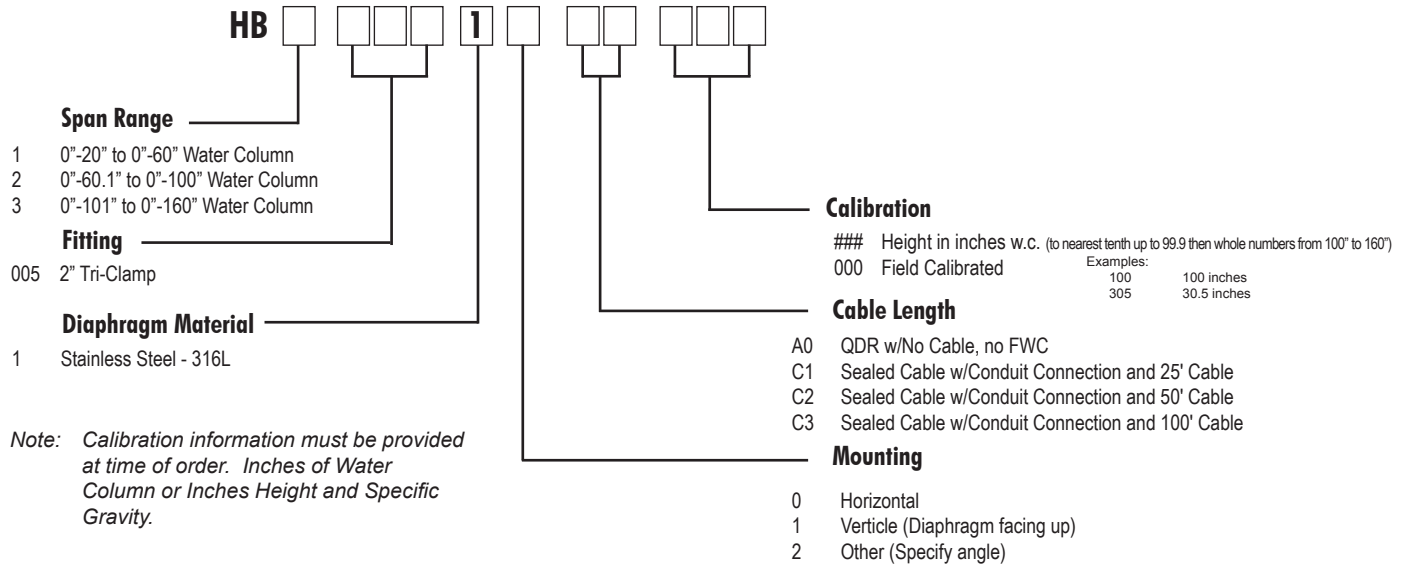 HB 1
Span Range
1 0"-20" to 0"-60" Water Column
2 0"-60.1" to 0"-100" Water Column
3 0"-101" to 0"-160" Water Column
Fitting
005 2" Tri-Clamp
Diaphragm Material
1 Stainless Steel - 316L
Note: Calibration information must be provided
at time of order. Inches of Water
Column or Inches Height and Specific
Gravity.
Calibration
### Height in inches w.c. (to nearest tenth up to 99.9 then whole numbers from 100" to 160")
000 Field Calibrated
Examples:
100 100 inches
305 30.5 inches
Cable Length
A0 QDR w/No Cable, no FWC
C1 Sealed Cable w/Conduit Connection and 25' Cable
C2 Sealed Cable w/Conduit Connection and 50' Cable
C3 Sealed Cable w/Conduit Connection and 100' Cable
Mounting
0 Horizontal
1 Verticle (Diaphragm facing up)
2 Other (Specify angle)